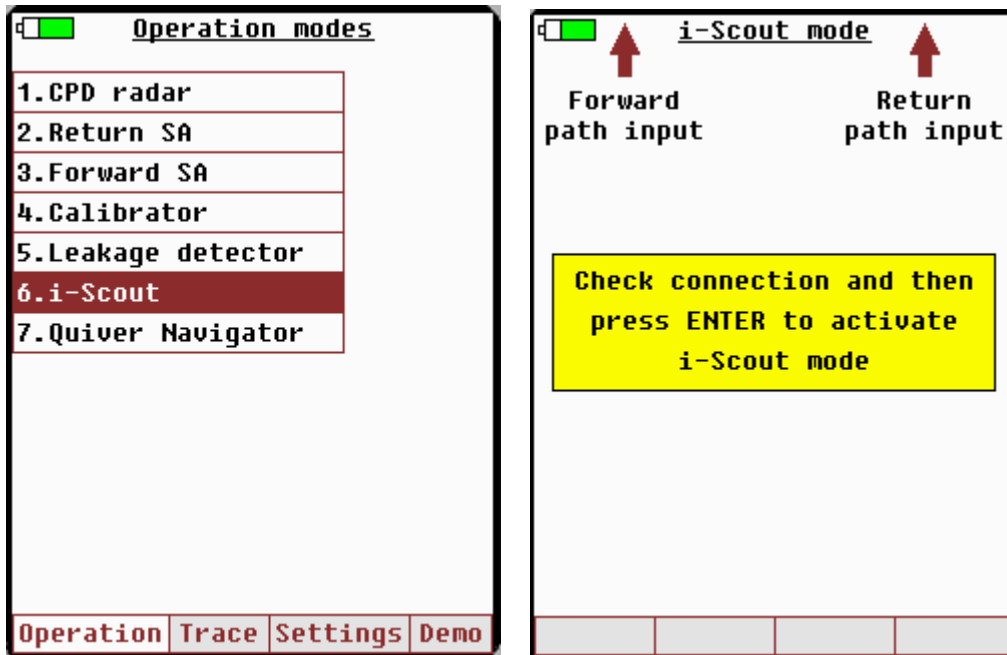 Operation modes
1.CPD radar
2.Return SA
3.Forward SA
4.Calibrator
5.Leakage detector
6.i-Scout
7.Quiver Navigator
Operation Trace Settings Demo
i-Scout mode
Forward path input
Return path input
Check connection and then
press ENTER to activate
i-Scout mode